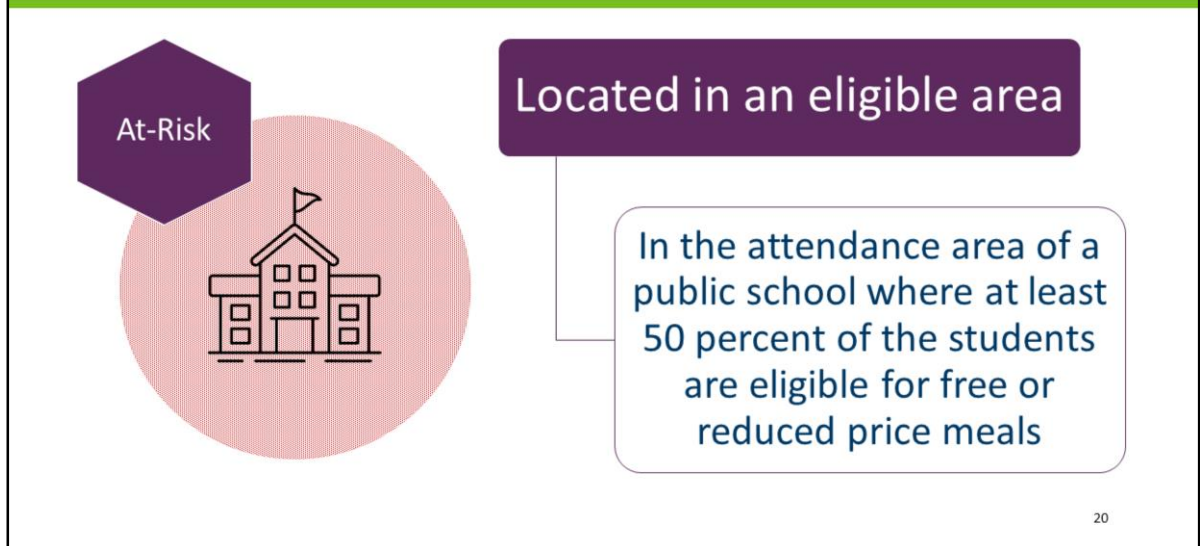 At-Risk
Located in an eligible area
In the attendance area of a
public school where at least
50 percent of the students
are eligible for free or
reduced price meals
20